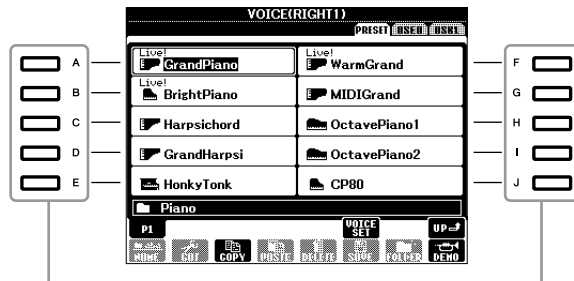 VOICE(RIGHT1)
PRESET USER USB1
A Live! GrandPiano Live! WarmGrand F
B Live! BrightPiano MIDIGrand G
C Harpsichord OctavePiano1 H
D GrandHarpsi OctavePiano2 I
E HonkyTonk CP80 J
Piano
P1 VOICE SET UP
NAME CUT COPY PASTE DELETE SAVE FOLDER DEMO